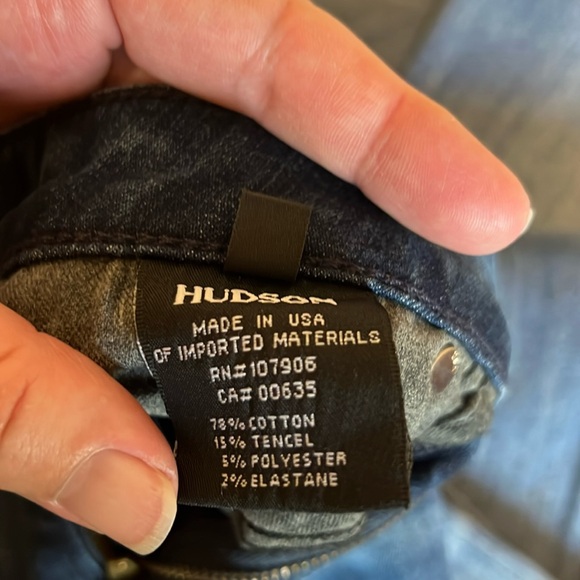 HUDSON
MADE IN USA
OF IMPORTED MATERIALS
RN#107906
CA# 00635
78% COTTON
15% TENCEL
5% POLYESTER
2% ELASTANE